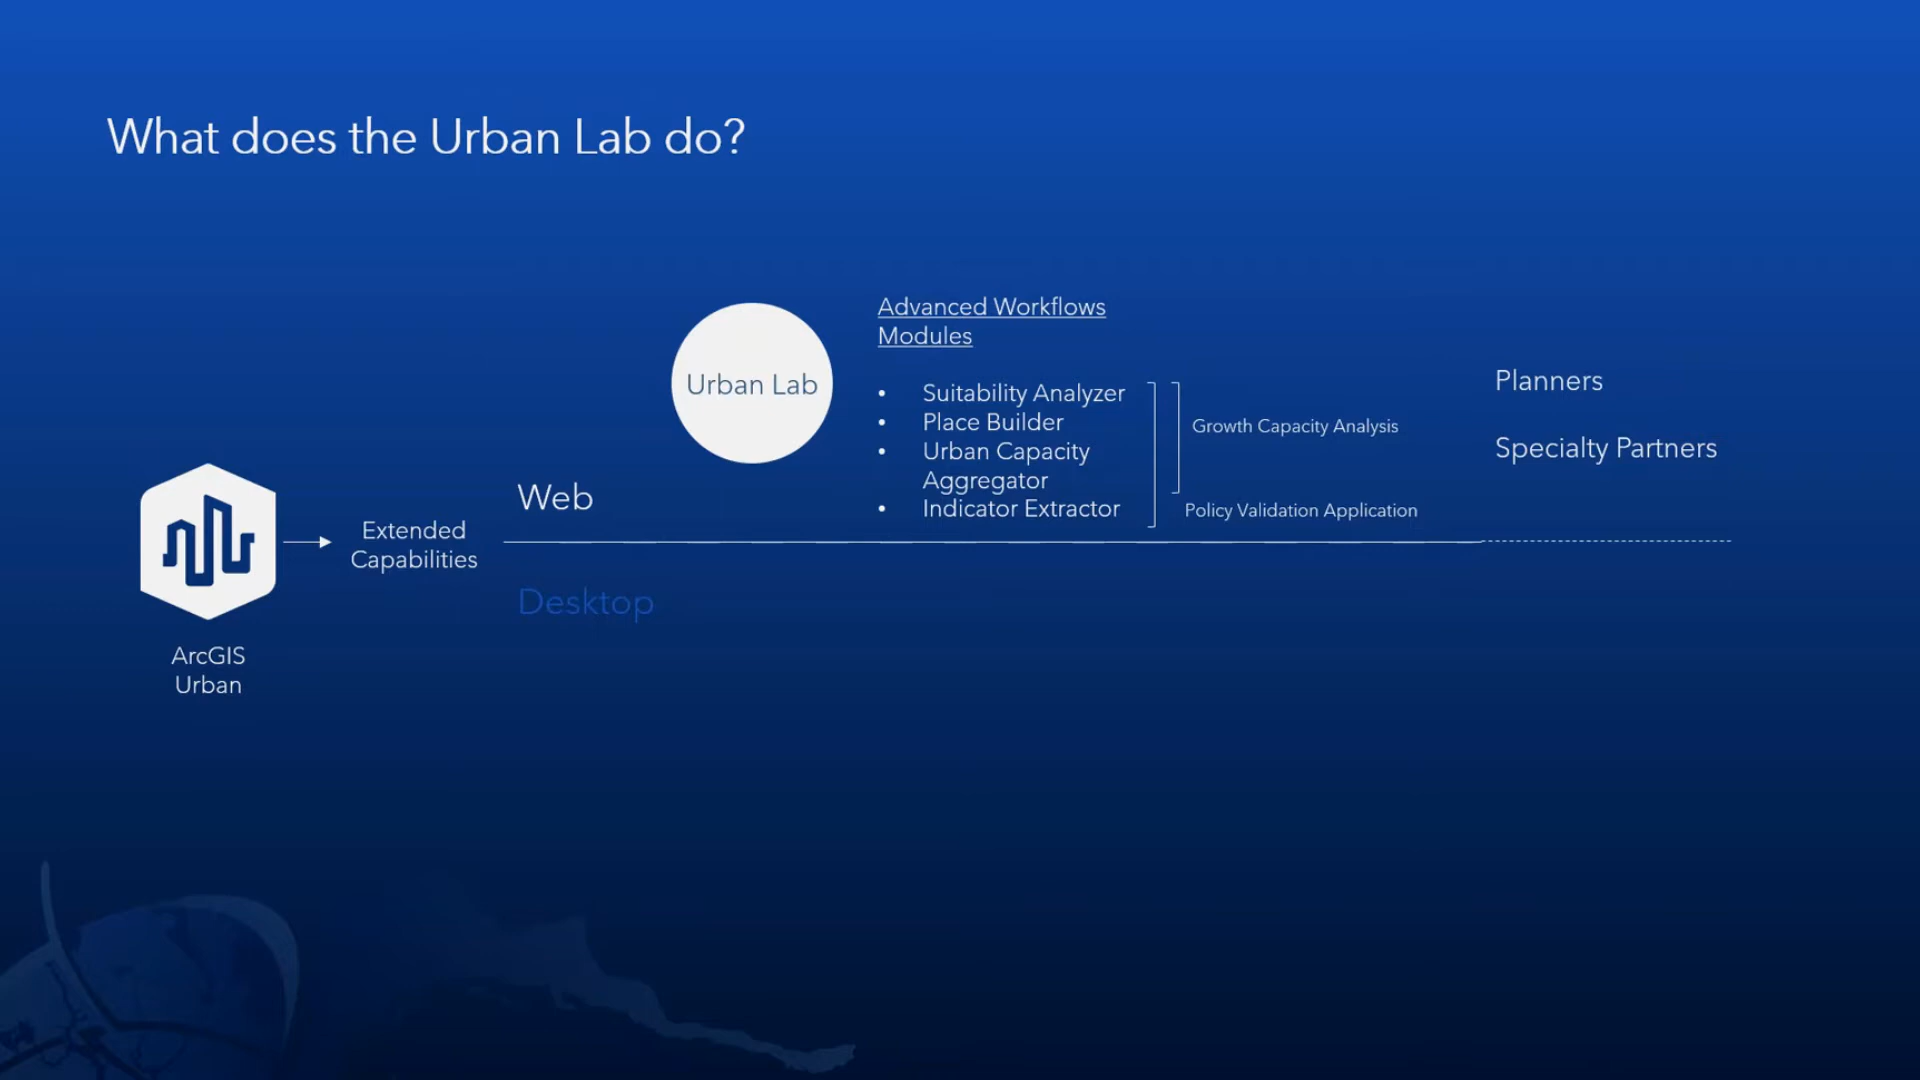 What does the Urban Lab do?
Advanced Workflows
Modules
Urban Lab
• Suitability Analyzer
• Place Builder
• Urban Capacity
Aggregator
• Indicator Extractor
Growth Capacity Analysis
Policy Validation Application
Planners
Specialty Partners
Web
Extended
Capabilities
Desktop
ArcGIS
Urban